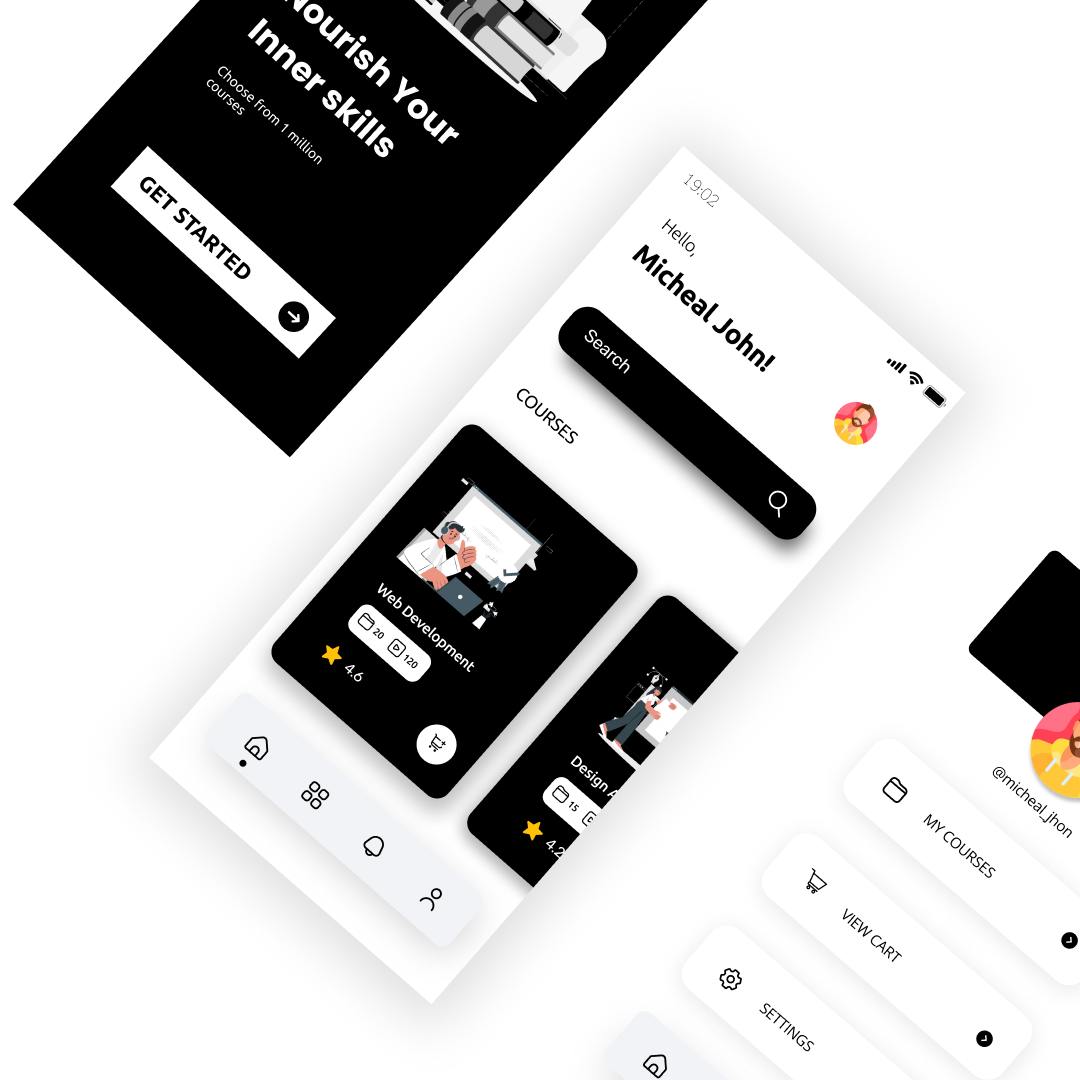 Nourish Your
Inner skills
Choose from 1 million
courses
GET STARTED
19:02
Hello,
Micheal John!
Search
COURSES
Web Development
20 120
4.6
Design
15
4.2
@micheal_jhon
MY COURSES
VIEW CART
SETTINGS